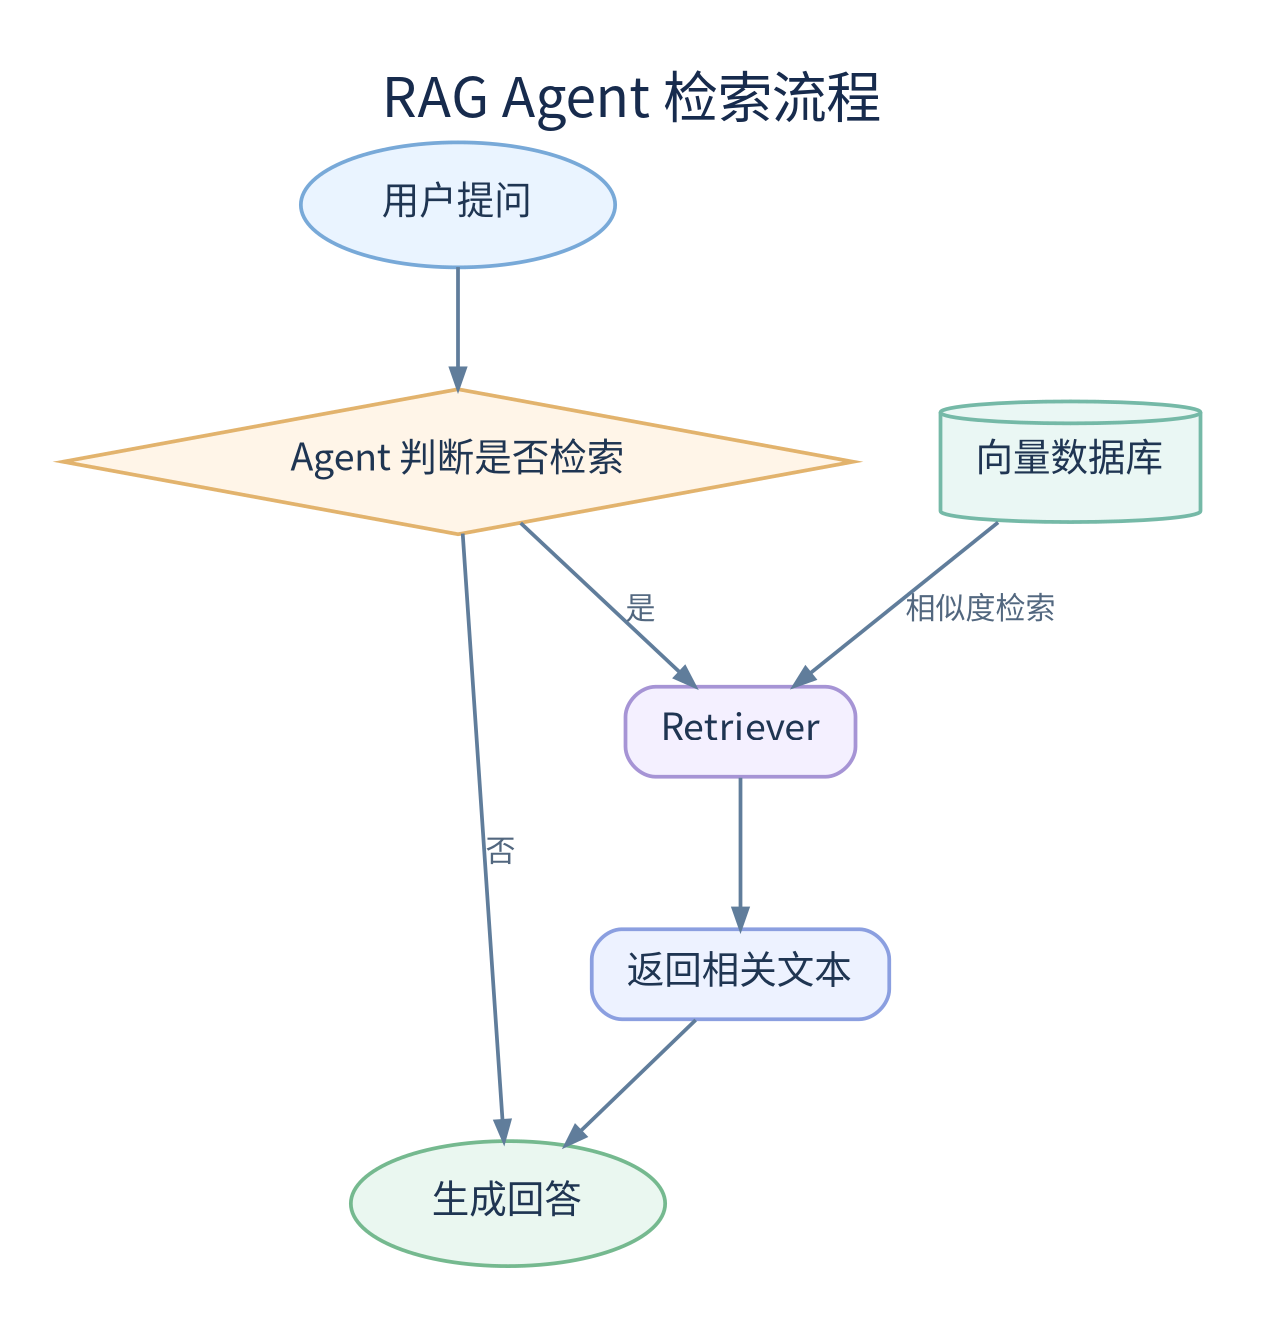 RAG Agent 检索流程
用户提问
Agent 判断是否检索
向量数据库
是
相似度检索
Retriever
否
返回相关文本
生成回答